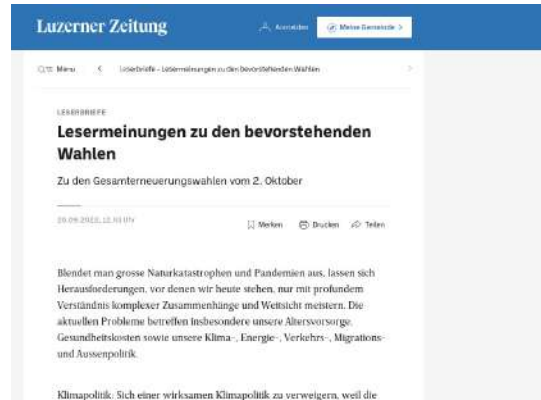 Luzerner Zeitung
Anmelden
Meine Gemeinde >
Menu
< Leserbriefe – Lesermeinungen zu den bevorstehenden Wahlen >
LESERBRIEFE
Lesermeinungen zu den bevorstehenden
Wahlen
Zu den Gesamterneuerungswahlen vom 2. Oktober
Merken
Drucken
Teilen
Blendet man grosse Naturkatastrophen und Pandemien aus, lassen sich
Herausforderungen, vor denen wir heute stehen, nur mit profundem
Verständnis komplexer Zusammenhänge und Weitsicht meistern. Die
aktuellen Probleme betreffen insbesondere unsere Altersvorsorge,
Gesundheitskosten sowie unsere Klima-, Energie-, Verkehrs-, Migrations-
und Aussenpolitik.
Klimapolitik: Sich einer wirksamen Klimapolitik zu verweigern, weil die